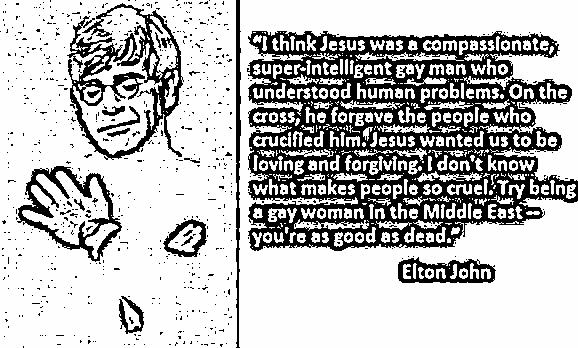 "I think Jesus was a compassionate,
super-intelligent gay man who
understood human problems. On the
cross, he forgave the people who
crucified him. Jesus wanted us to be
loving and forgiving. I don't know
what makes people so cruel. Try being
a gay woman in the Middle East –
you're as good as dead."
Elton John